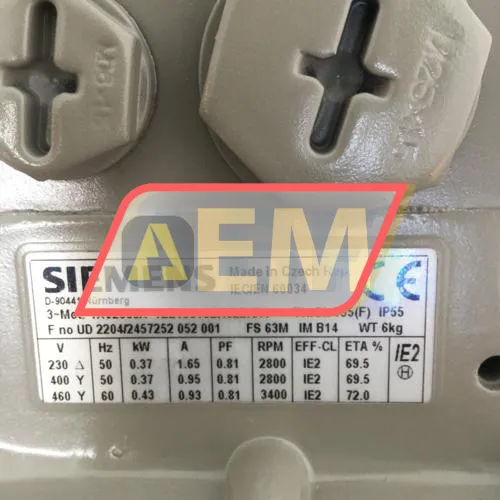 M25x1,5
AEM
SIEMENS Made in Czech Rep.
D-90441 Nürnberg IEC/EN 60034
(F) IP55
F no UD 2204/2457252 052 001 FS 63M IM B14 WT 6kg
V Hz kW A PF RPM EFF-CL ETA % IE2
230 Δ 50 0.37 1.65 0.81 2800 IE2 69.5
400 Y 50 0.37 0.95 0.81 2800 IE2 69.5
460 Y 60 0.43 0.93 0.81 3400 IE2 72.0
CE